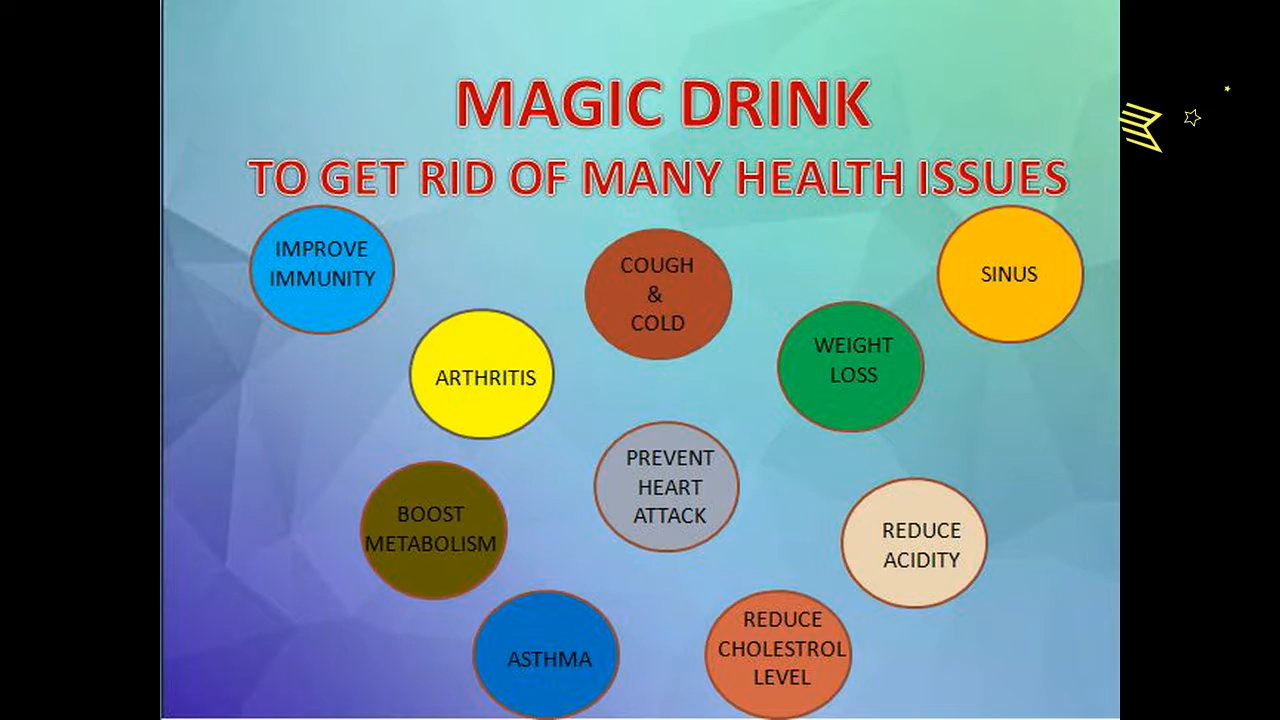 MAGIC DRINK
TO GET RID OF MANY HEALTH ISSUES
IMPROVE
IMMUNITY
COUGH
&
COLD
SINUS
ARTHRITIS
WEIGHT
LOSS
PREVENT
HEART
ATTACK
BOOST
METABOLISM
REDUCE
ACIDITY
ASTHMA
REDUCE
CHOLESTROL
LEVEL